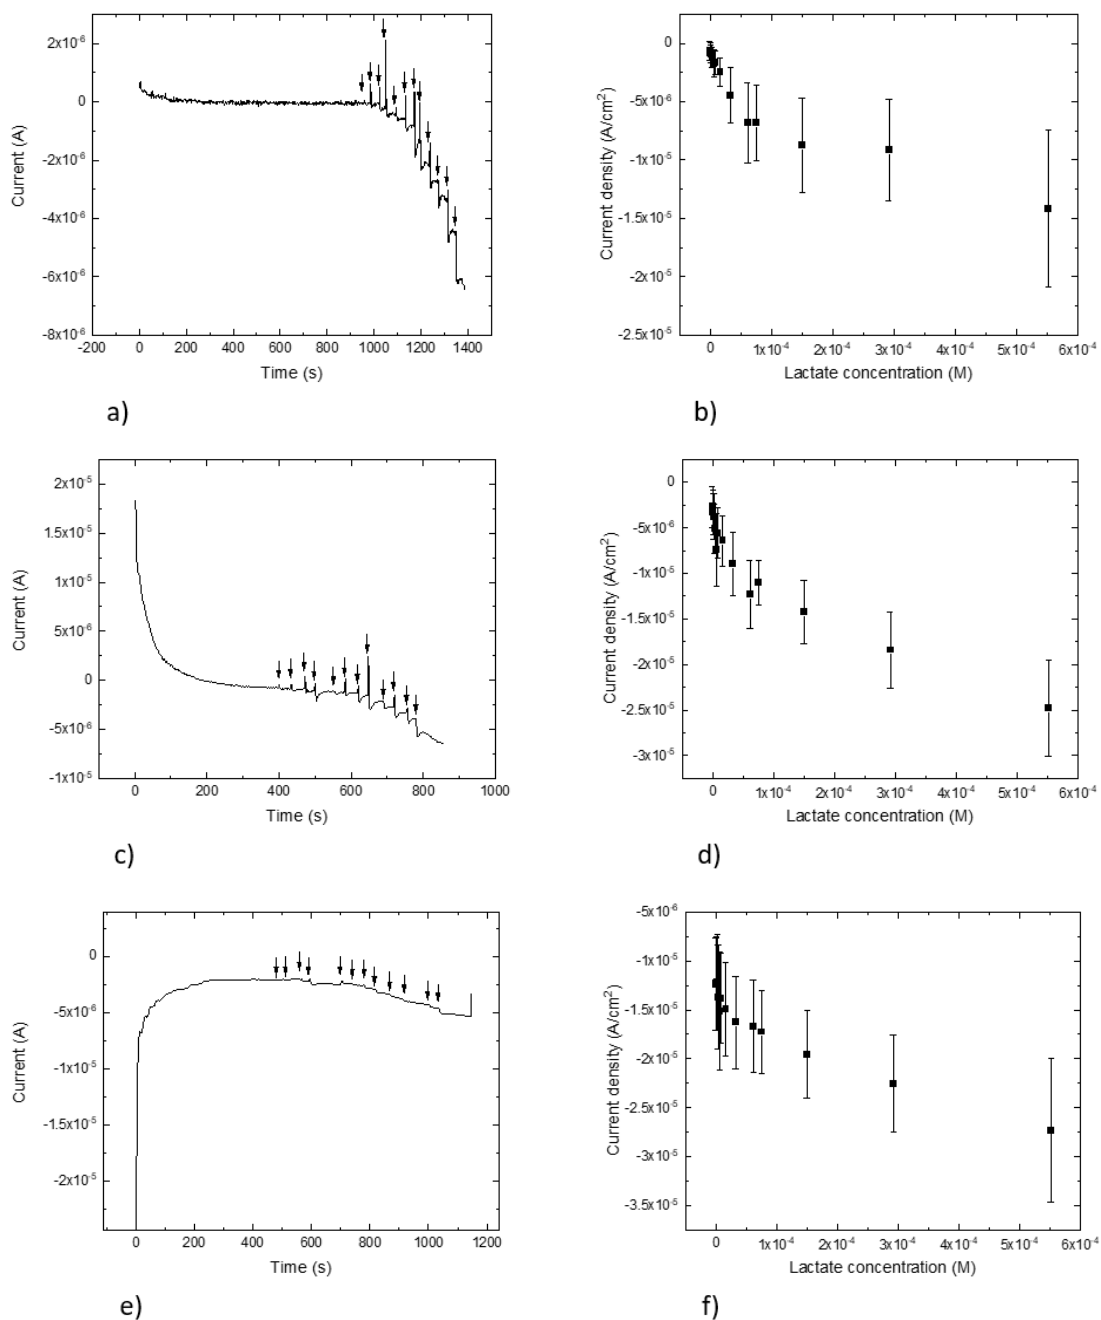 2x10⁻⁶
0
-2x10⁻⁶
-4x10⁻⁶
-6x10⁻⁶
-8x10⁻⁶
Current (A)
-200 0 200 400 600 800 1000 1200 1400
Time (s)
a)
0
-5x10⁻⁶
-1x10⁻⁵
-1.5x10⁻⁵
-2x10⁻⁵
-2.5x10⁻⁵
Current density (A/cm²)
0 1x10⁻⁴ 2x10⁻⁴ 3x10⁻⁴ 4x10⁻⁴ 5x10⁻⁴ 6x10⁻⁴
Lactate concentration (M)
b)
2x10⁻⁵
1.5x10⁻⁵
1x10⁻⁵
5x10⁻⁶
0
-5x10⁻⁶
-1x10⁻⁵
Current (A)
0 200 400 600 800 1000
Time (s)
c)
0
-5x10⁻⁶
-1x10⁻⁵
-1.5x10⁻⁵
-2x10⁻⁵
-2.5x10⁻⁵
-3x10⁻⁵
Current density (A/cm²)
0 1x10⁻⁴ 2x10⁻⁴ 3x10⁻⁴ 4x10⁻⁴ 5x10⁻⁴ 6x10⁻⁴
Lactate concentration (M)
d)
0
-5x10⁻⁶
-1x10⁻⁵
-1.5x10⁻⁵
-2x10⁻⁵
Current (A)
0 200 400 600 800 1000 1200
Time (s)
e)
-5x10⁻⁶
-1x10⁻⁵
-1.5x10⁻⁵
-2x10⁻⁵
-2.5x10⁻⁵
-3x10⁻⁵
-3.5x10⁻⁵
Current density (A/cm²)
0 1x10⁻⁴ 2x10⁻⁴ 3x10⁻⁴ 4x10⁻⁴ 5x10⁻⁴ 6x10⁻⁴
Lactate concentration (M)
f)